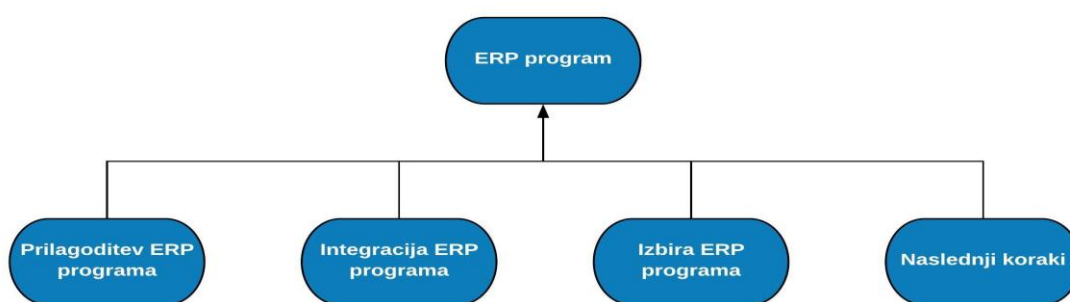 ERP program
Prilagoditev ERP
programa
Integracija ERP
programa
Izbira ERP
programa
Naslednji koraki